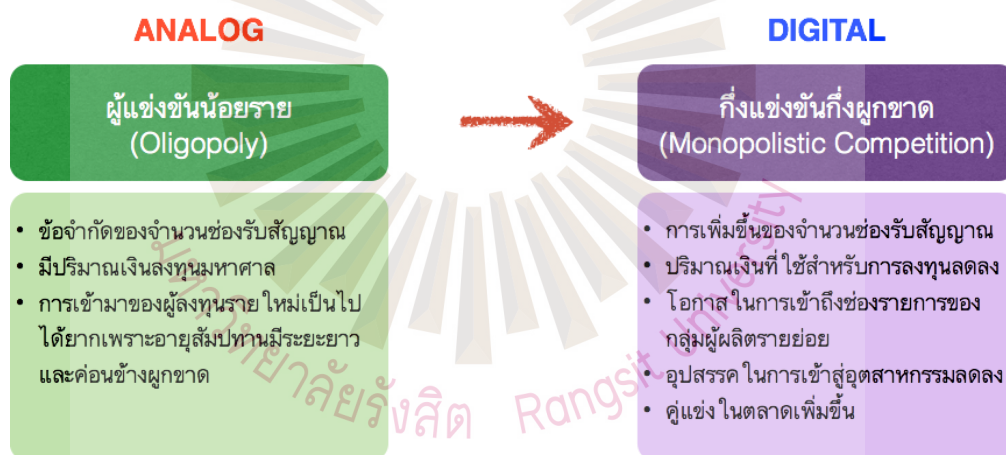 ANALOG
ผู้แข่งขันน้อยราย
(Oligopoly)
• ข้อจำกัดของจำนวนช่องรับสัญญาณ
• มีปริมาณเงินลงทุนมหาศาล
• การเข้ามาของผู้ลงทุนรายใหม่เป็นไป
ได้ยากเพราะอายุสัมปทานมีระยะยาว
และค่อนข้างผูกขาด
DIGITAL
กึ่งแข่งขันกึ่งผูกขาด
(Monopolistic Competition)
• การเพิ่มขึ้นของจำนวนช่องรับสัญญาณ
• ปริมาณเงินที่ใช้สำหรับการลงทุนลดลง
• โอกาสในการเข้าถึงช่องรายการของ
กลุ่มผู้ผลิตรายย่อย
• อุปสรรคในการเข้าสู่อุตสาหกรรมลดลง
• คู่แข่งในตลาดเพิ่มขึ้น
มหาวิทยาลัยรังสิต Rangsit University